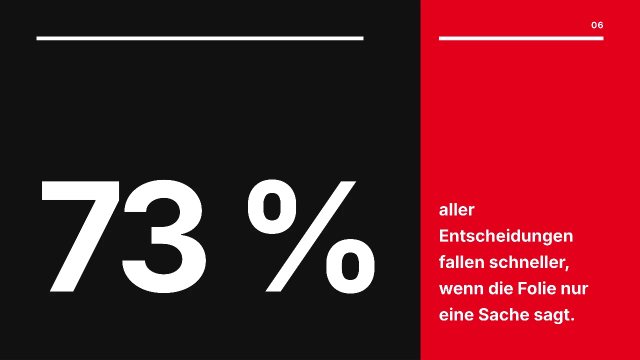 06
73 %
aller
Entscheidungen
fallen schneller,
wenn die Folie nur
eine Sache sagt.